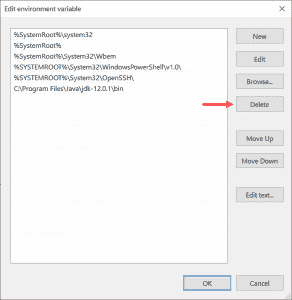 Edit environment variable
%SystemRoot%\system32
%SystemRoot%
%SystemRoot%\System32\Wbem
%SYSTEMROOT%\System32\WindowsPowerShell\v1.0\
%SYSTEMROOT%\System32\OpenSSH\
C:\Program Files\Java\jdk-12.0.1\bin
New
Edit
Browse...
Delete
Move Up
Move Down
Edit text...
OK
Cancel